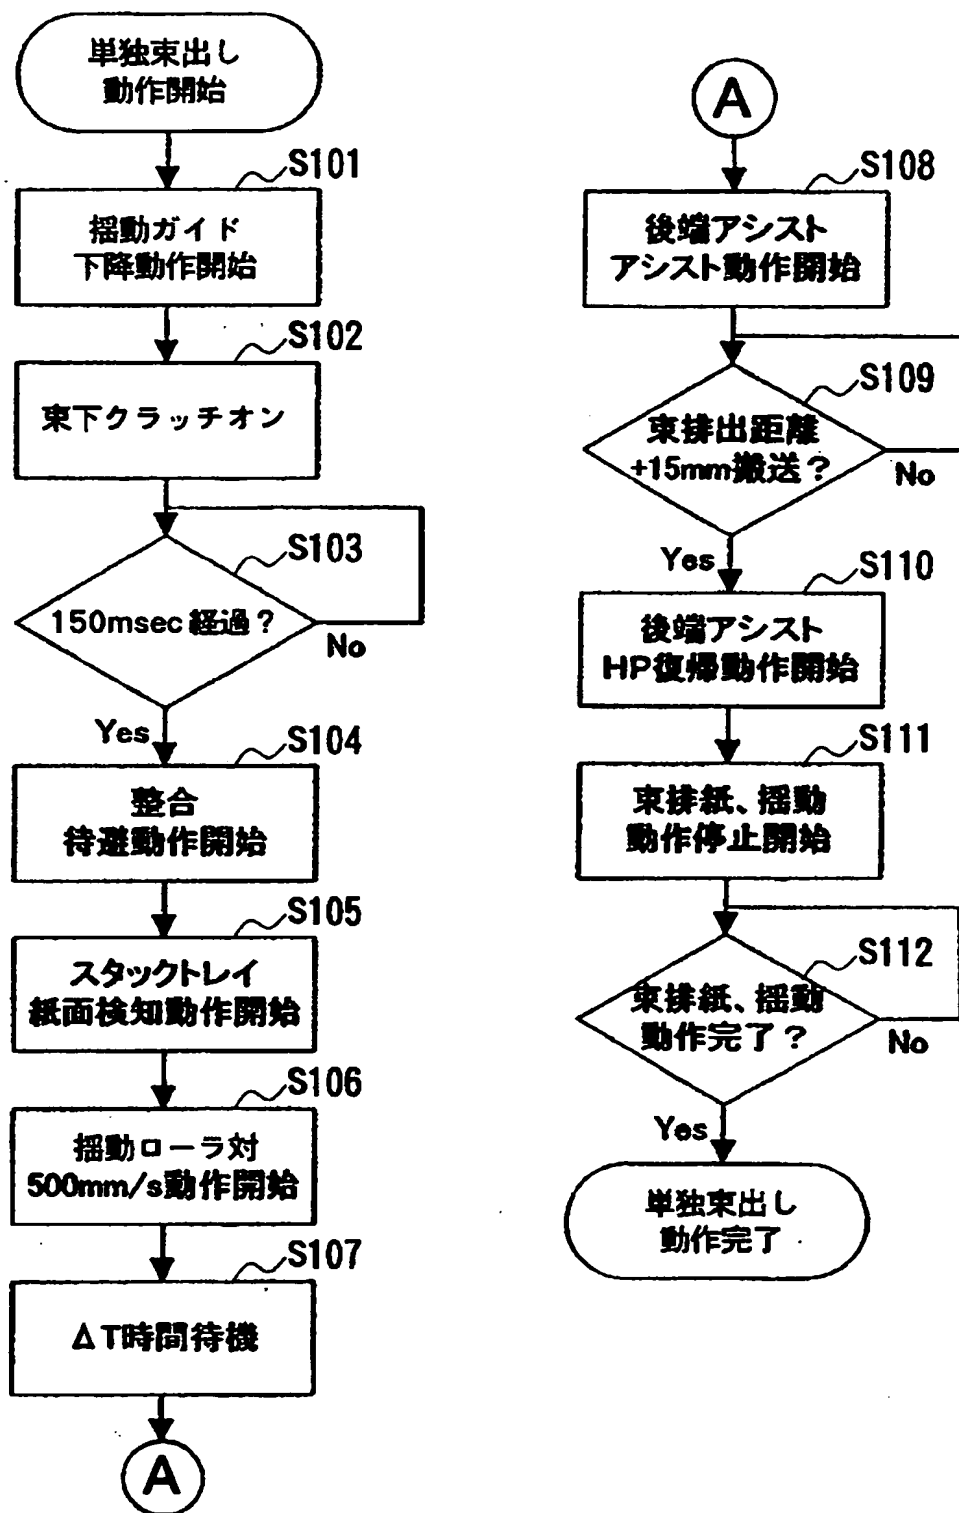 単独束出し
動作開始
S101
揺動ガイド
下降動作開始
S102
束下クラッチオン
S103
150msec経過？
No
Yes
S104
整合
待避動作開始
S105
スタックトレイ
紙面検知動作開始
S106
揺動ローラ対
500mm/s動作開始
S107
ΔT時間待機
A
A
S108
後端アシスト
アシスト動作開始
S109
束排出距離
+15mm搬送？
No
Yes
S110
後端アシスト
HP復帰動作開始
S111
束排紙、揺動
動作停止開始
S112
束排紙、揺動
動作完了？
No
Yes
単独束出し
動作完了